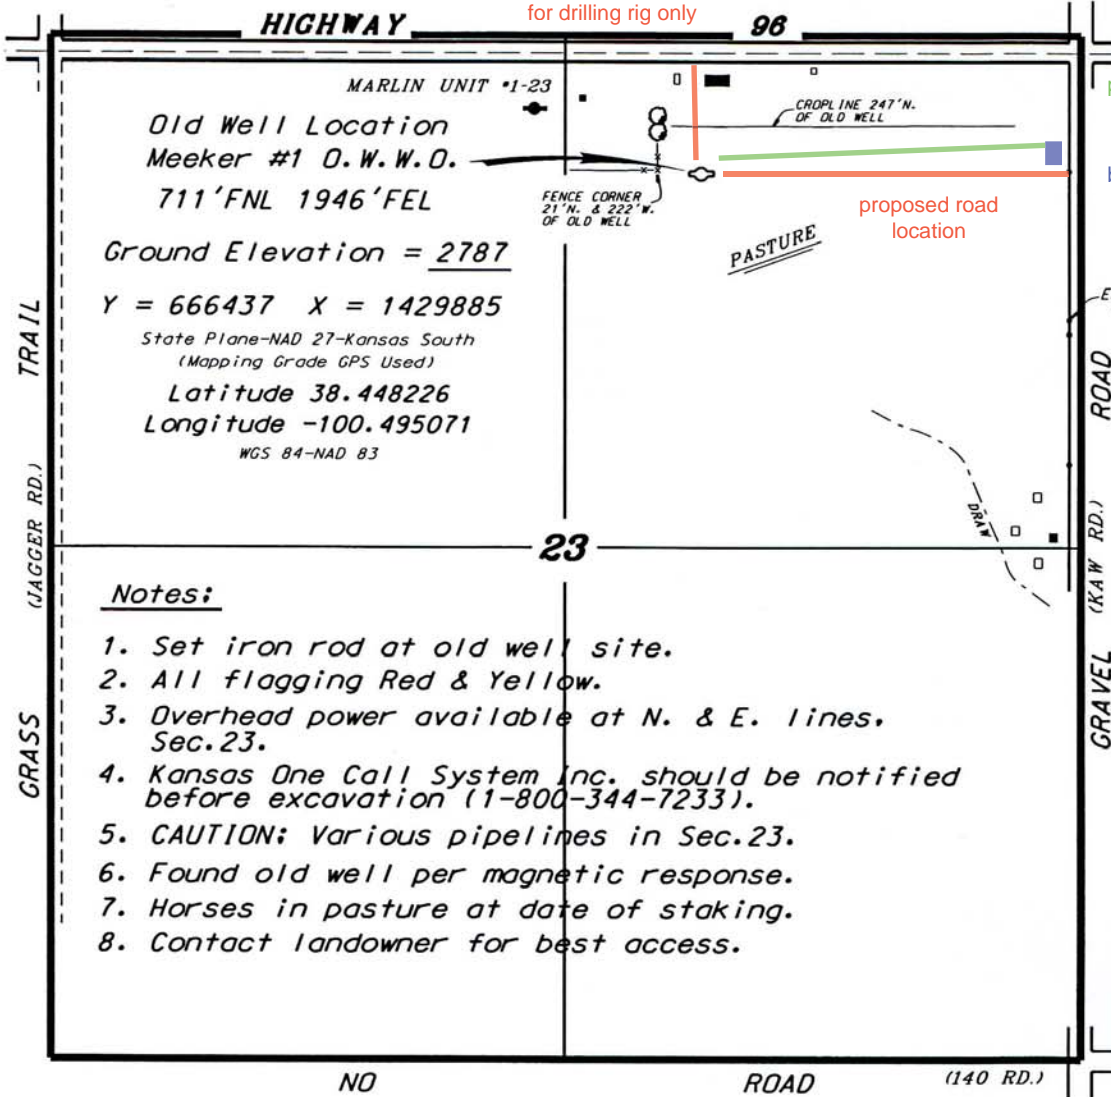 for drilling rig only
HIGHWAY 96
MARLIN UNIT #1-23
Old Well Location
Meeker #1 O.W.W.O.
711'FNL 1946'FEL
CROPLINE 247'N.
OF OLD WELL
FENCE CORNER
21'N. & 222'W.
OF OLD WELL
proposed road
location
PASTURE
Ground Elevation = 2787
Y = 666437 X = 1429885
State Plane-NAD 27-Kansas South
(Mapping Grade GPS Used)
Latitude 38.448226
Longitude -100.495071
WGS 84-NAD 83
GRASS TRAIL
(JAGGER RD.)
GRAVEL ROAD
(KAW RD.)
DRAW
23
Notes:
1. Set iron rod at old well site.
2. All flagging Red & Yellow.
3. Overhead power available at N. & E. lines,
Sec.23.
4. Kansas One Call System Inc. should be notified
before excavation (1-800-344-7233).
5. CAUTION: Various pipelines in Sec.23.
6. Found old well per magnetic response.
7. Horses in pasture at date of staking.
8. Contact landowner for best access.
NO ROAD (140 RD.)